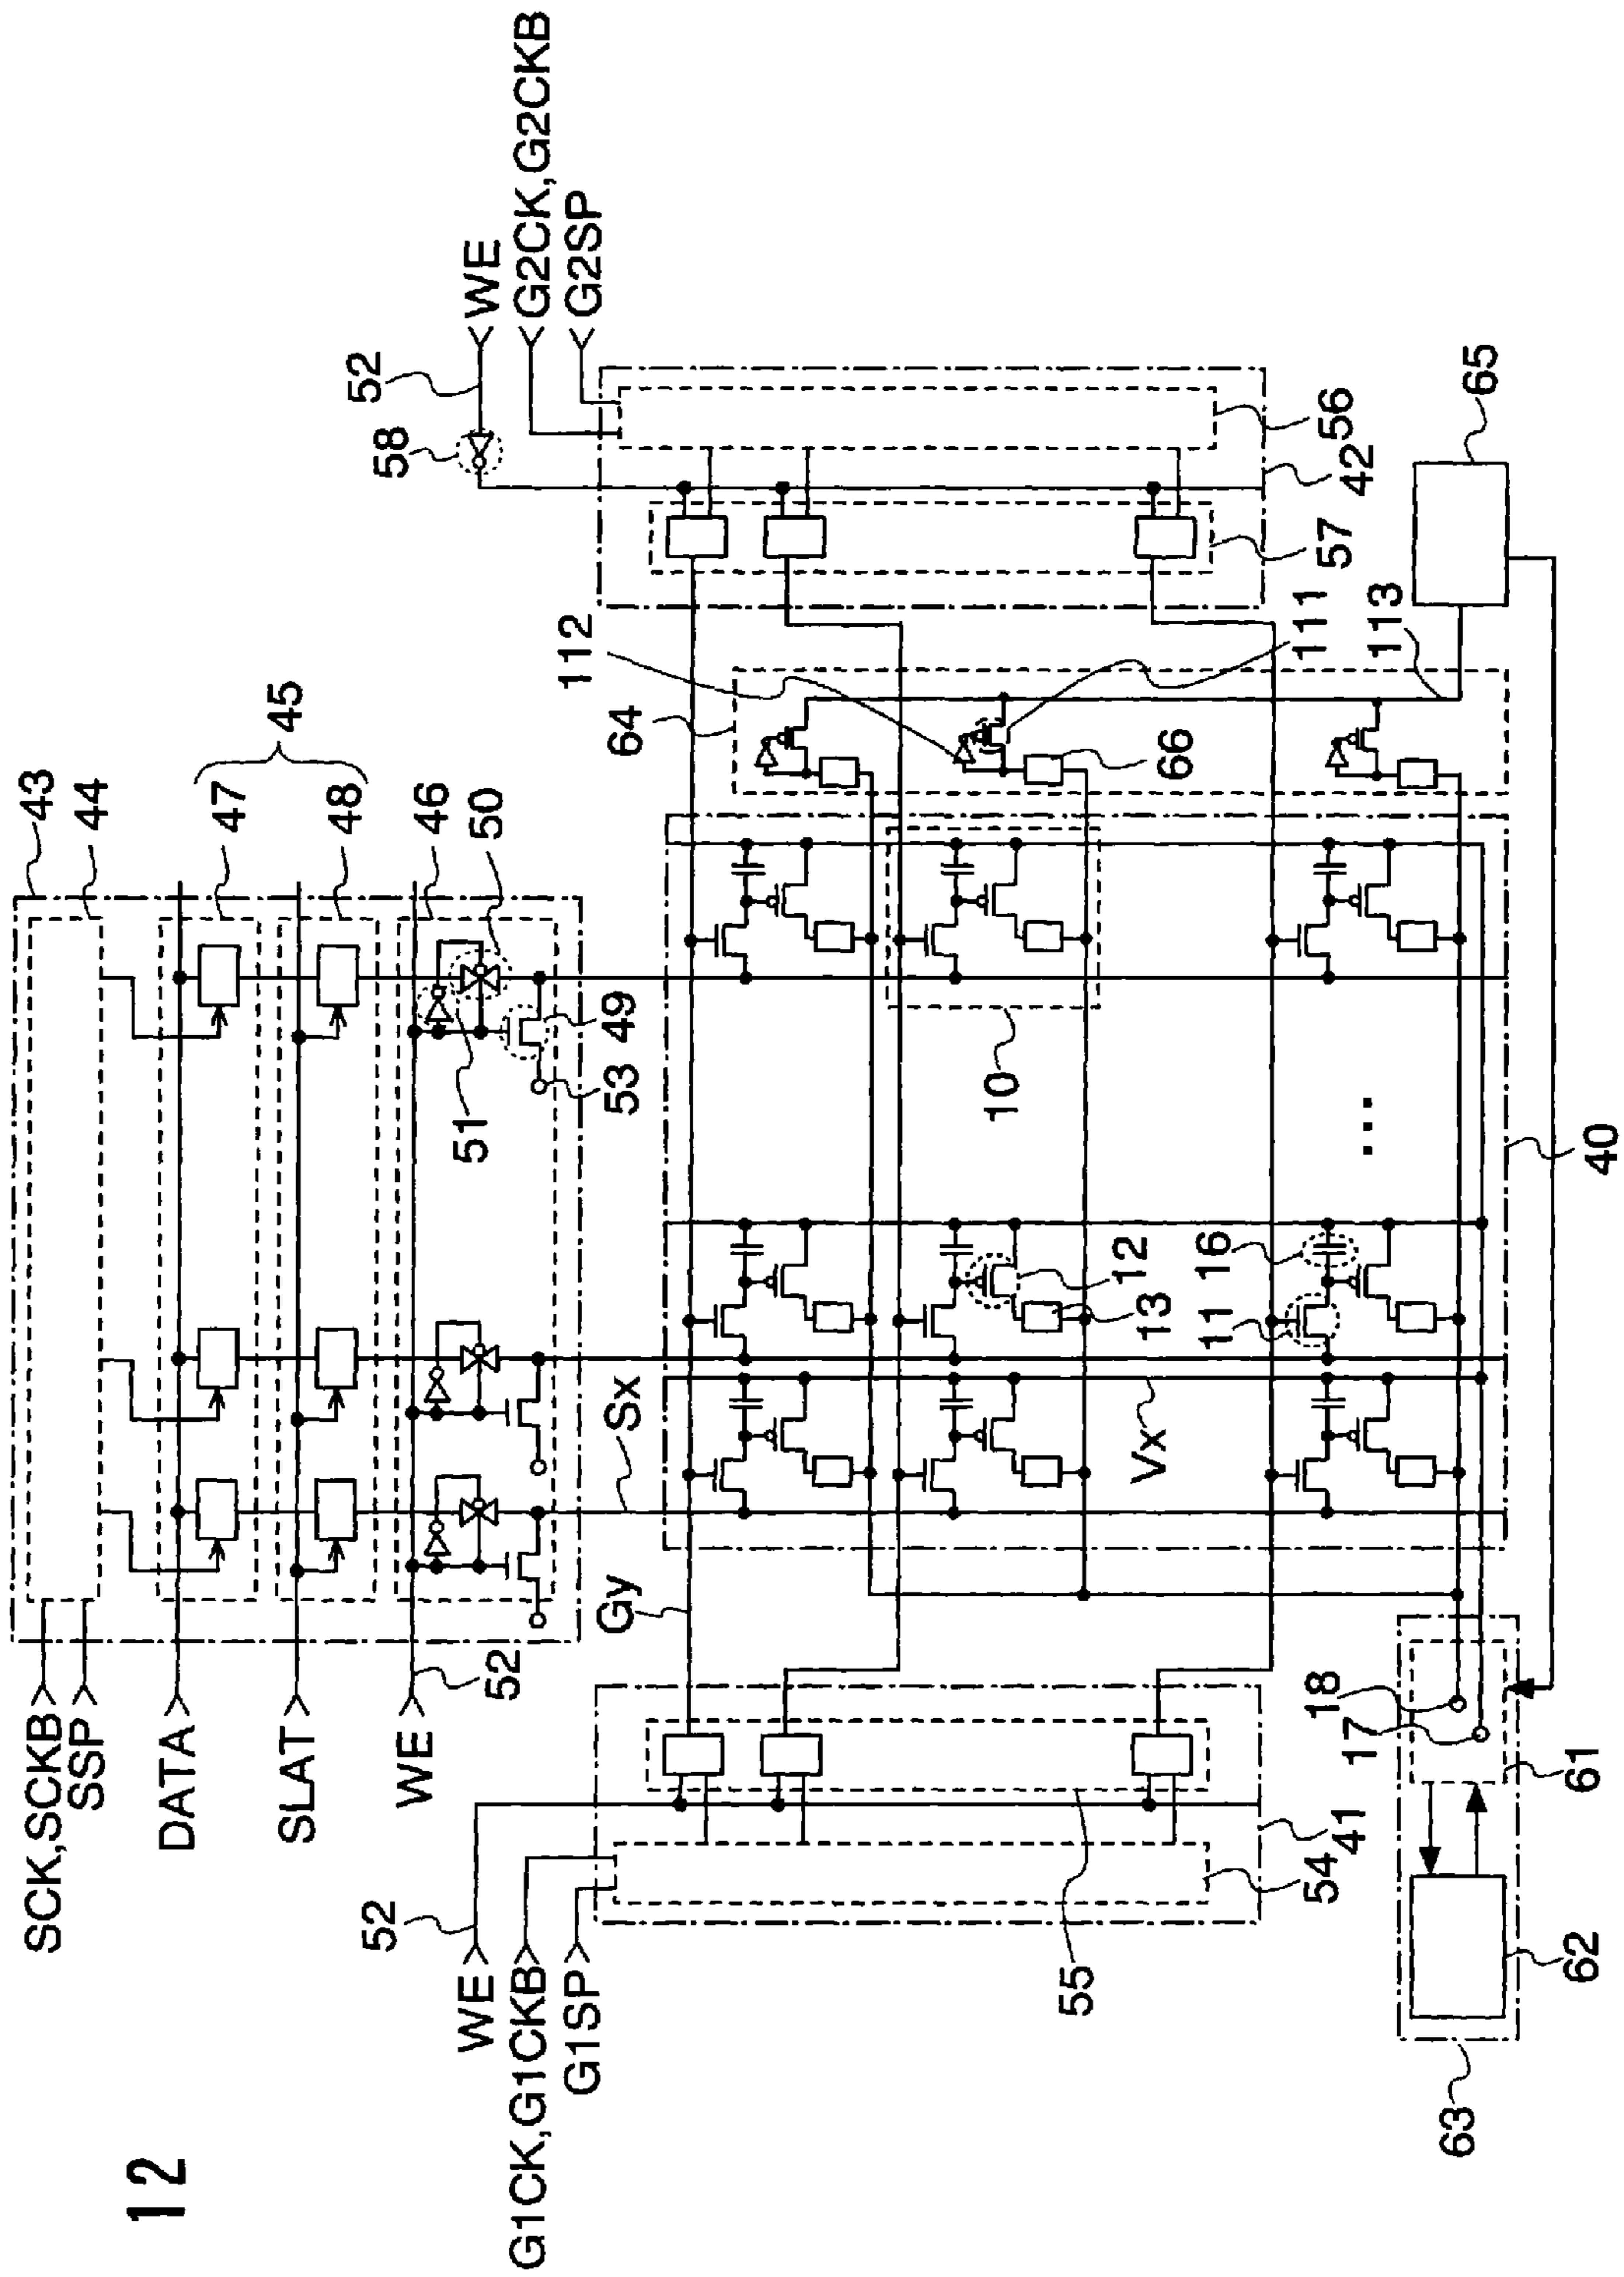 12
43
44
45
47
48
46
50
49
53
51
SCK,SCKB
SSP
DATA
SLAT
WE
52
52
WE
G1CK,G1CKB
G1SP
58
52
WE
G2CK,G2CKB
G2SP
Gy
Sx
Vx
10
12
13
11
16
...
40
64
112
111
66
113
57
42
56
65
55
54
41
17
18
61
62
63